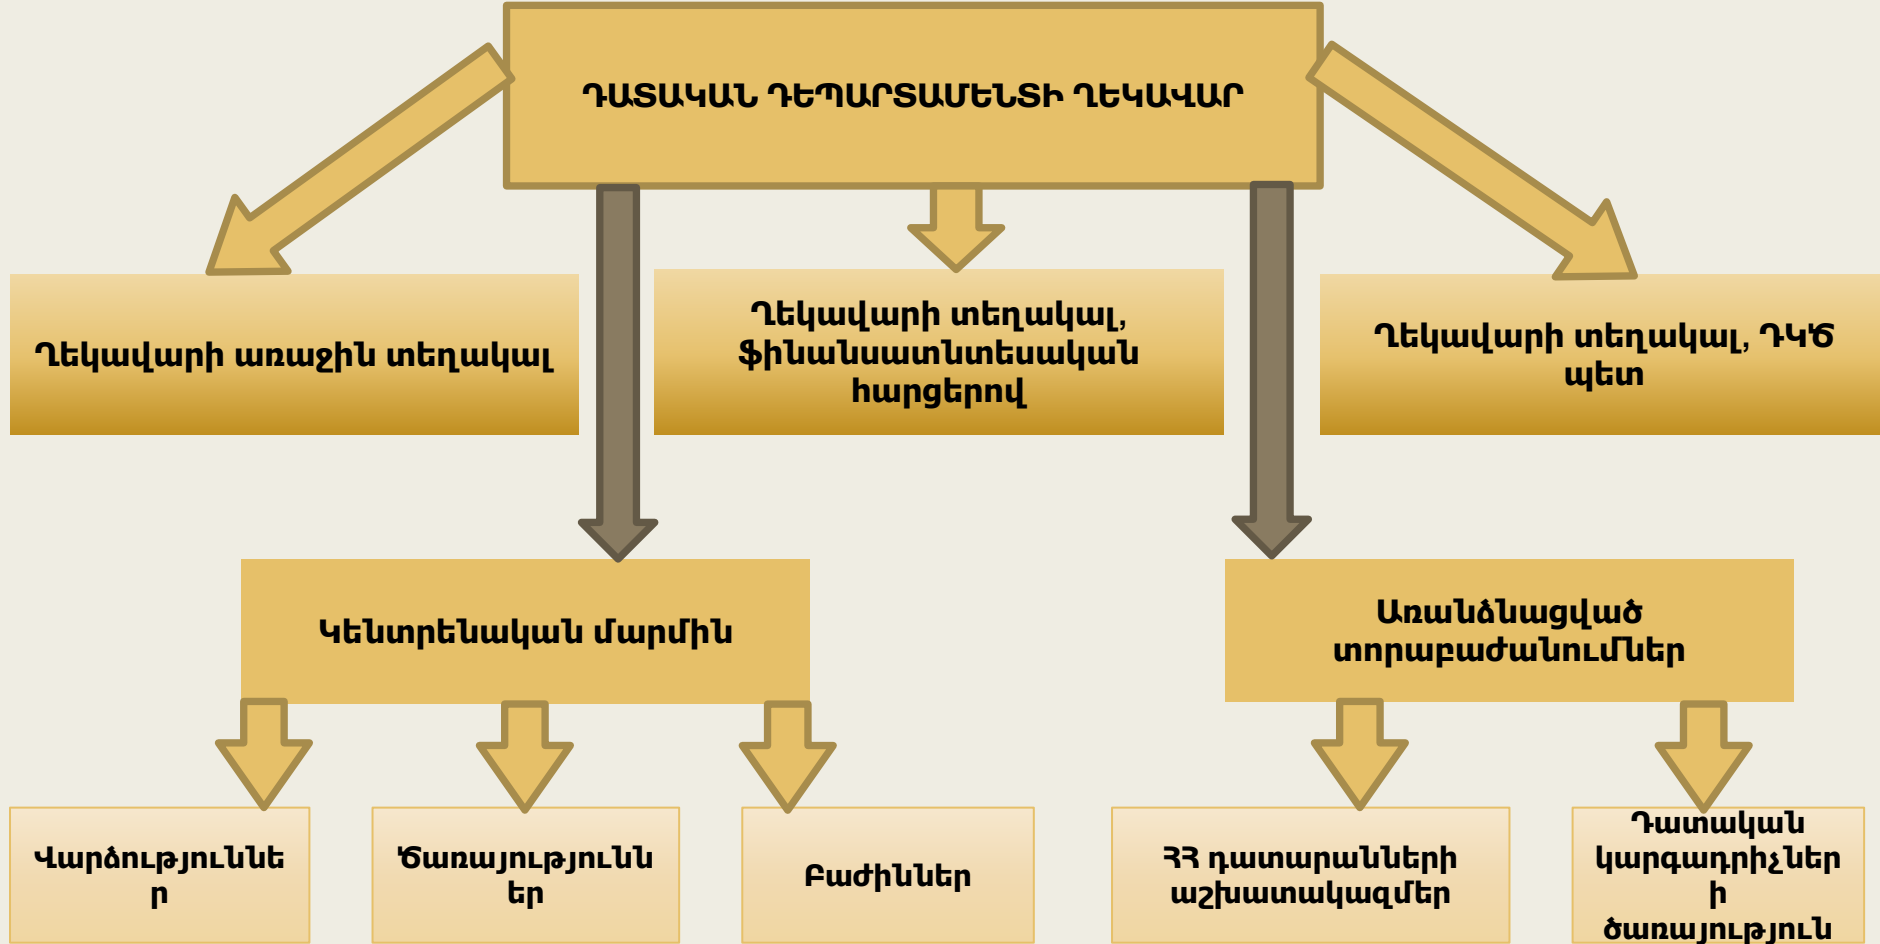 ԴԱՏԱԿԱՆ ԴԵՊԱՐՏԱՄԵՆՏԻ ՂԵԿԱՎԱՐ
Ղեկավարի առաջին տեղակալ
Ղեկավարի տեղակալ,
ֆինանսատնտեսական
հարցերով
Ղեկավարի տեղակալ, ԴԿԾ
պետ
Կենտրենական մարմին
Առանձնացված
տորաբաժանումներ
Վարձություննե
ր
Ծառայությունն
եր
Բաժիններ
ՀՀ դատարանների
աշխատակազմեր
Դատական
կարգադրիչներ
ի
ծառայություն